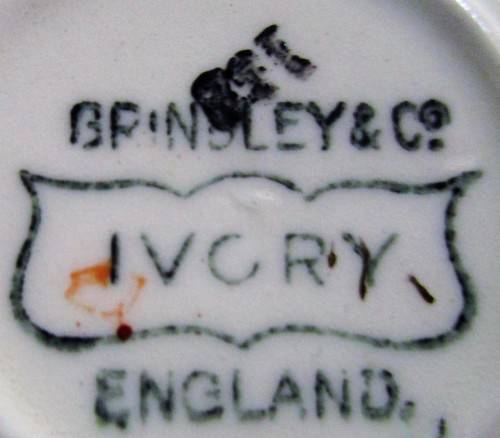 BRINSLEY & Co
IVORY
ENGLAND.